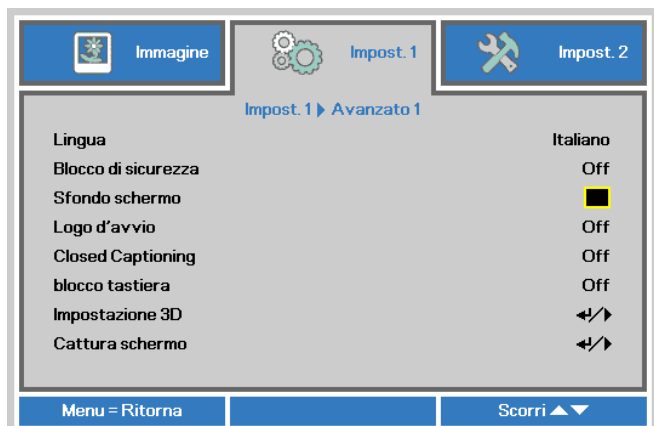 Immagine
Impost. 1
Impost. 2
Impost. 1 Avanzato 1
Lingua Italiano
Blocco di sicurezza Off
Sfondo schermo
Logo d'avvio Off
Closed Captioning Off
blocco tastiera Off
Impostazione 3D
Cattura schermo
Menu = Ritorna
Scorri